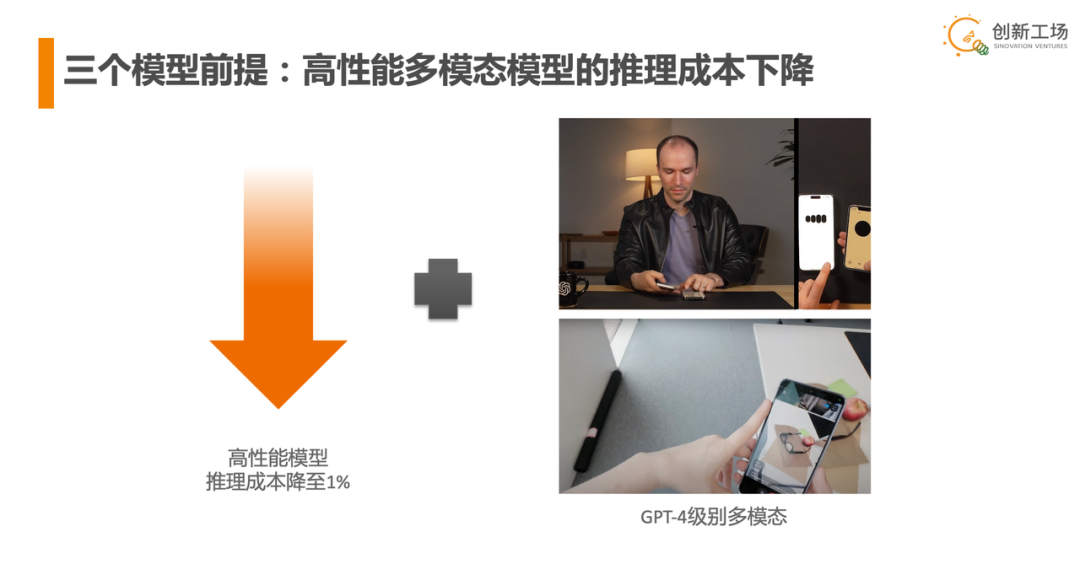 创新工场
SINOVATION VENTURES
三个模型前提：高性能多模态模型的推理成本下降
高性能模型
推理成本降至1%
GPT-4级别多模态